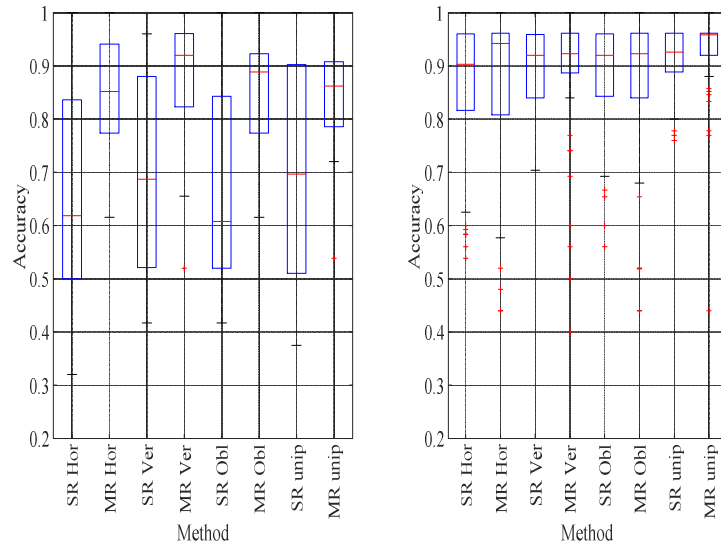 1
0.9
0.8
0.7
0.6
0.5
0.4
0.3
0.2
Accuracy
SR Hor
MR Hor
SR Ver
MR Ver
SR Obl
MR Obl
SR unip
MR unip
Method
1
0.9
0.8
0.7
0.6
0.5
0.4
0.3
0.2
Accuracy
SR Hor
MR Hor
SR Ver
MR Ver
SR Obl
MR Obl
SR unip
MR unip
Method